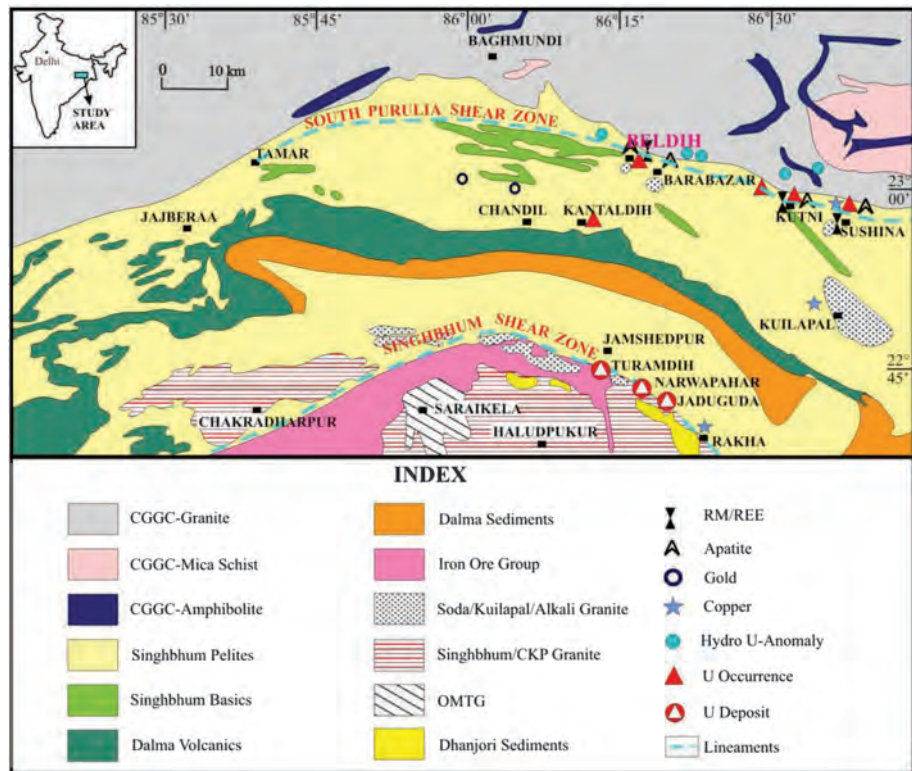 85°30' 85°45' 86°00' 86°15' 86°30'
Delhi
STUDY
AREA
0 10 km
BAGHMUNDI
SOUTH PURULIA SHEAR ZONE
BELDIH
TAMAR
BARABAZAR
23°
00'
JAJBERAA
CHANDIL
KANTALDIH
KUTNI
SUSHINA
KUILAPAL
SINGHBHUM SHEAR ZONE
JAMSHEDPUR
22°
45'
TURAMDIH
NARWAPAHAR
JADUGUDA
CHAKRADHARPUR
SARAIKELA
HALUDPUKUR
RAKHA
INDEX
CGGC-Granite
CGGC-Mica Schist
CGGC-Amphibolite
Singhbhum Pelites
Singhbhum Basics
Dalma Volcanics
Dalma Sediments
Iron Ore Group
Soda/Kuilapal/Alkali Granite
Singhbhum/CKP Granite
OMTG
Dhanjori Sediments
RM/REE
Apatite
Gold
Copper
Hydro U-Anomaly
U Occurrence
U Deposit
Lineaments